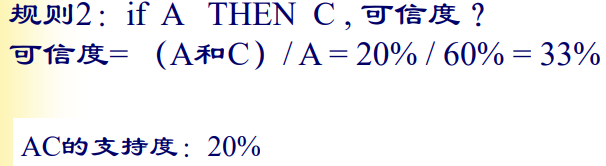 规则2：if A THEN C , 可信度？
可信度= （A和C）/ A = 20% / 60% = 33%
AC的支持度：20%